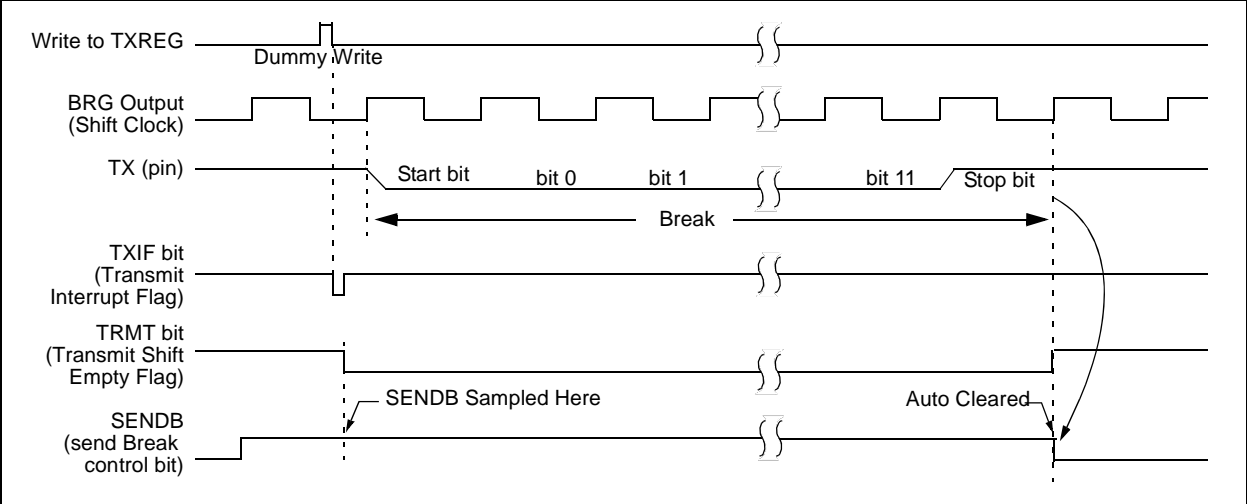 Write to TXREG
Dummy Write
BRG Output
(Shift Clock)
TX (pin)
Start bit
bit 0
bit 1
bit 11
Stop bit
Break
TXIF bit
(Transmit
Interrupt Flag)
TRMT bit
(Transmit Shift
Empty Flag)
SENDB Sampled Here
Auto Cleared
SENDB
(send Break
control bit)